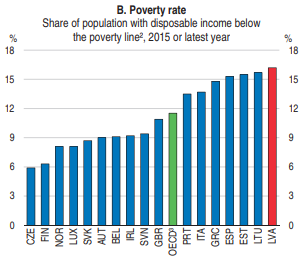 B. Poverty rate
Share of population with disposable income below
the poverty line², 2015 or latest year
% %
18 18
15 15
12 12
9 9
6 6
3 3
0 0
CZE FIN NOR LUX SVK AUT BEL IRL SVN GBR OECD³ PRT ITA GRC ESP EST LTU LVA